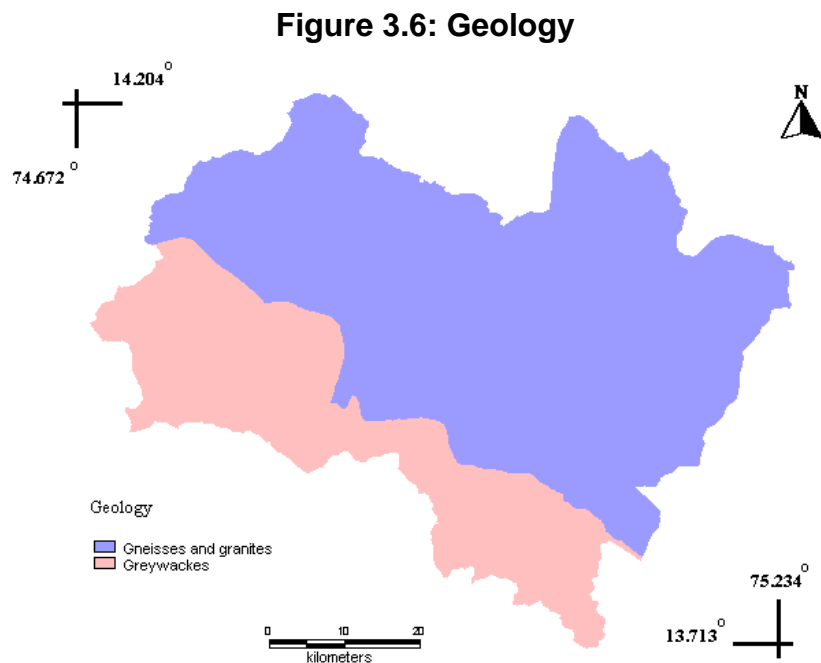 Figure 3.6: Geology
14.204°
74.672°
N
Geology
Gneisses and granites
Greywackes
0 10 20
kilometers
75.234°
13.713°